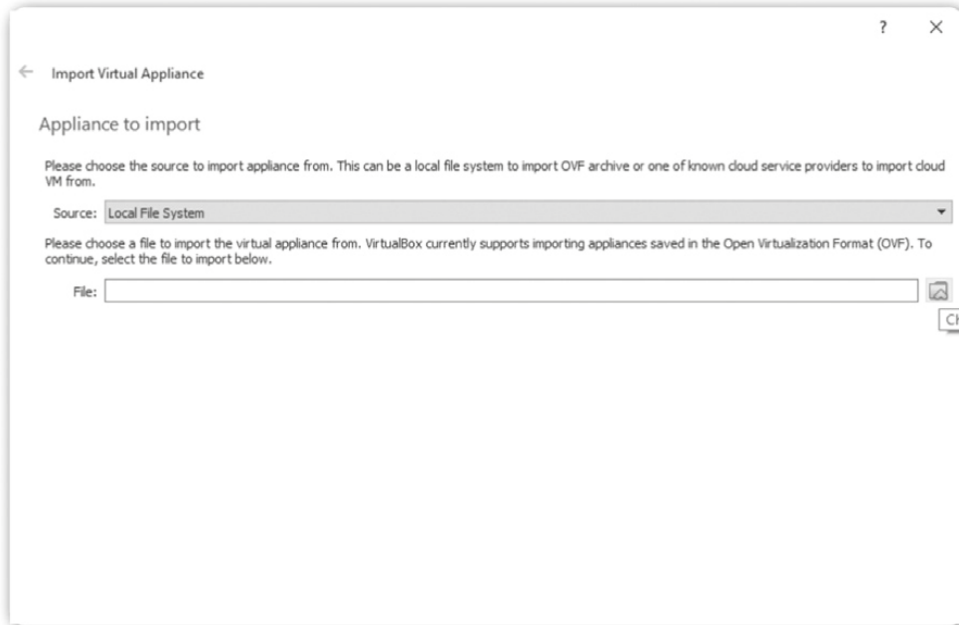 ?
Import Virtual Appliance
Appliance to import
Please choose the source to import appliance from. This can be a local file system to import OVF archive or one of known cloud service providers to import cloud
VM from.
Source: Local File System
Please choose a file to import the virtual appliance from. VirtualBox currently supports importing appliances saved in the Open Virtualization Format (OVF). To
continue, select the file to import below.
File: